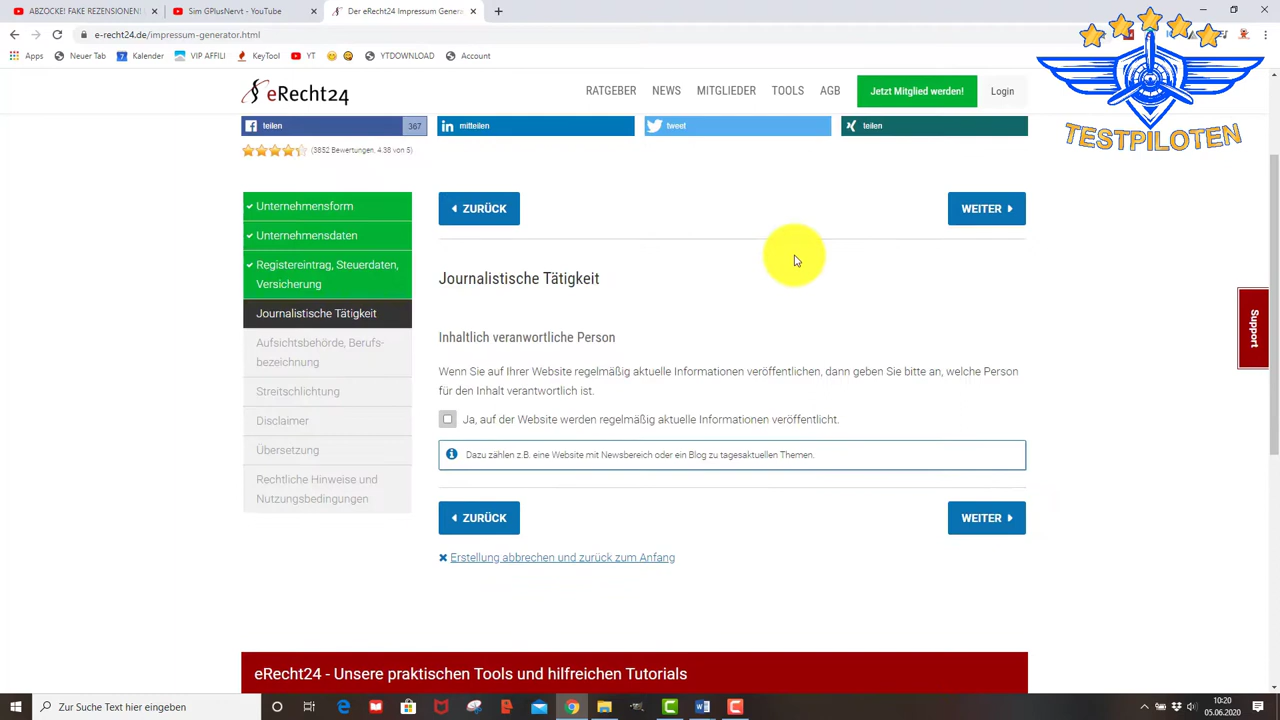 ABZOCKE! FAKE REZENSIONEN!
Sim GPlusNervt - YouTube
Der eRecht24 Impressum Genera
e-recht24.de/impressum-generator.html
Apps
Neuer Tab
Kalender
VIP AFFILI
KeyTool
YT
YTDOWNLOAD
Account
TESTPILOTEN
eRecht24
RATGEBER
NEWS
MITGLIEDER
TOOLS
AGB
Jetzt Mitglied werden!
Login
teilen
367
mitteilen
tweet
teilen
(3852 Bewertungen, 4.38 von 5)
Unternehmensform
Unternehmensdaten
Registereintrag, Steuerdaten,
Versicherung
Journalistische Tätigkeit
Aufsichtsbehörde, Berufs-
bezeichnung
Streitschlichtung
Disclaimer
Übersetzung
Rechtliche Hinweise und
Nutzungsbedingungen
ZURÜCK
WEITER
Journalistische Tätigkeit
Inhaltlich veranwortliche Person
Wenn Sie auf Ihrer Website regelmäßig aktuelle Informationen veröffentlichen, dann geben Sie bitte an, welche Person
für den Inhalt verantwortlich ist.
Ja, auf der Website werden regelmäßig aktuelle Informationen veröffentlicht.
Dazu zählen z.B. eine Website mit Newsbereich oder ein Blog zu tagesaktuellen Themen.
ZURÜCK
WEITER
Erstellung abbrechen und zurück zum Anfang
Support
eRecht24 - Unsere praktischen Tools und hilfreichen Tutorials
Zur Suche Text hier eingeben
10:20
05.06.2020